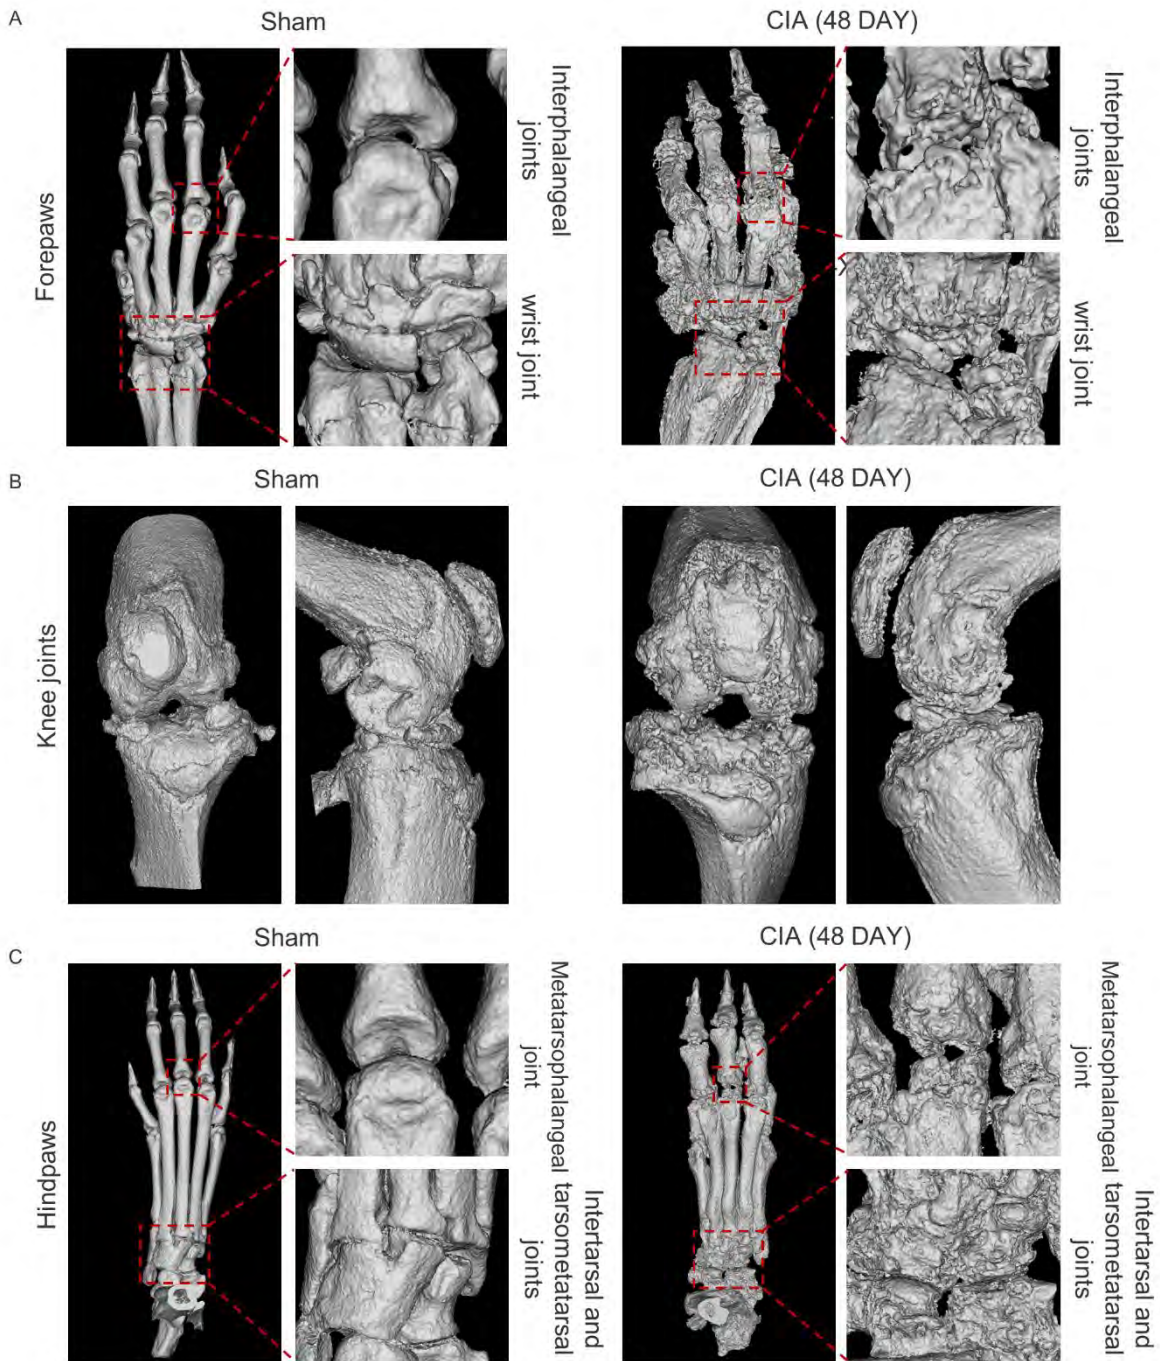 A
Sham
CIA (48 DAY)
Forepaws
Interphalangeal
joints
wrist joint
Interphalangeal
joints
wrist joint
B
Sham
CIA (48 DAY)
Knee joints
C
Sham
CIA (48 DAY)
Hindpaws
Metatarsophalangeal
joint
Intertarsal and
tarsometatarsal
joints
Metatarsophalangeal
joint
Intertarsal and
tarsometatarsal
joints